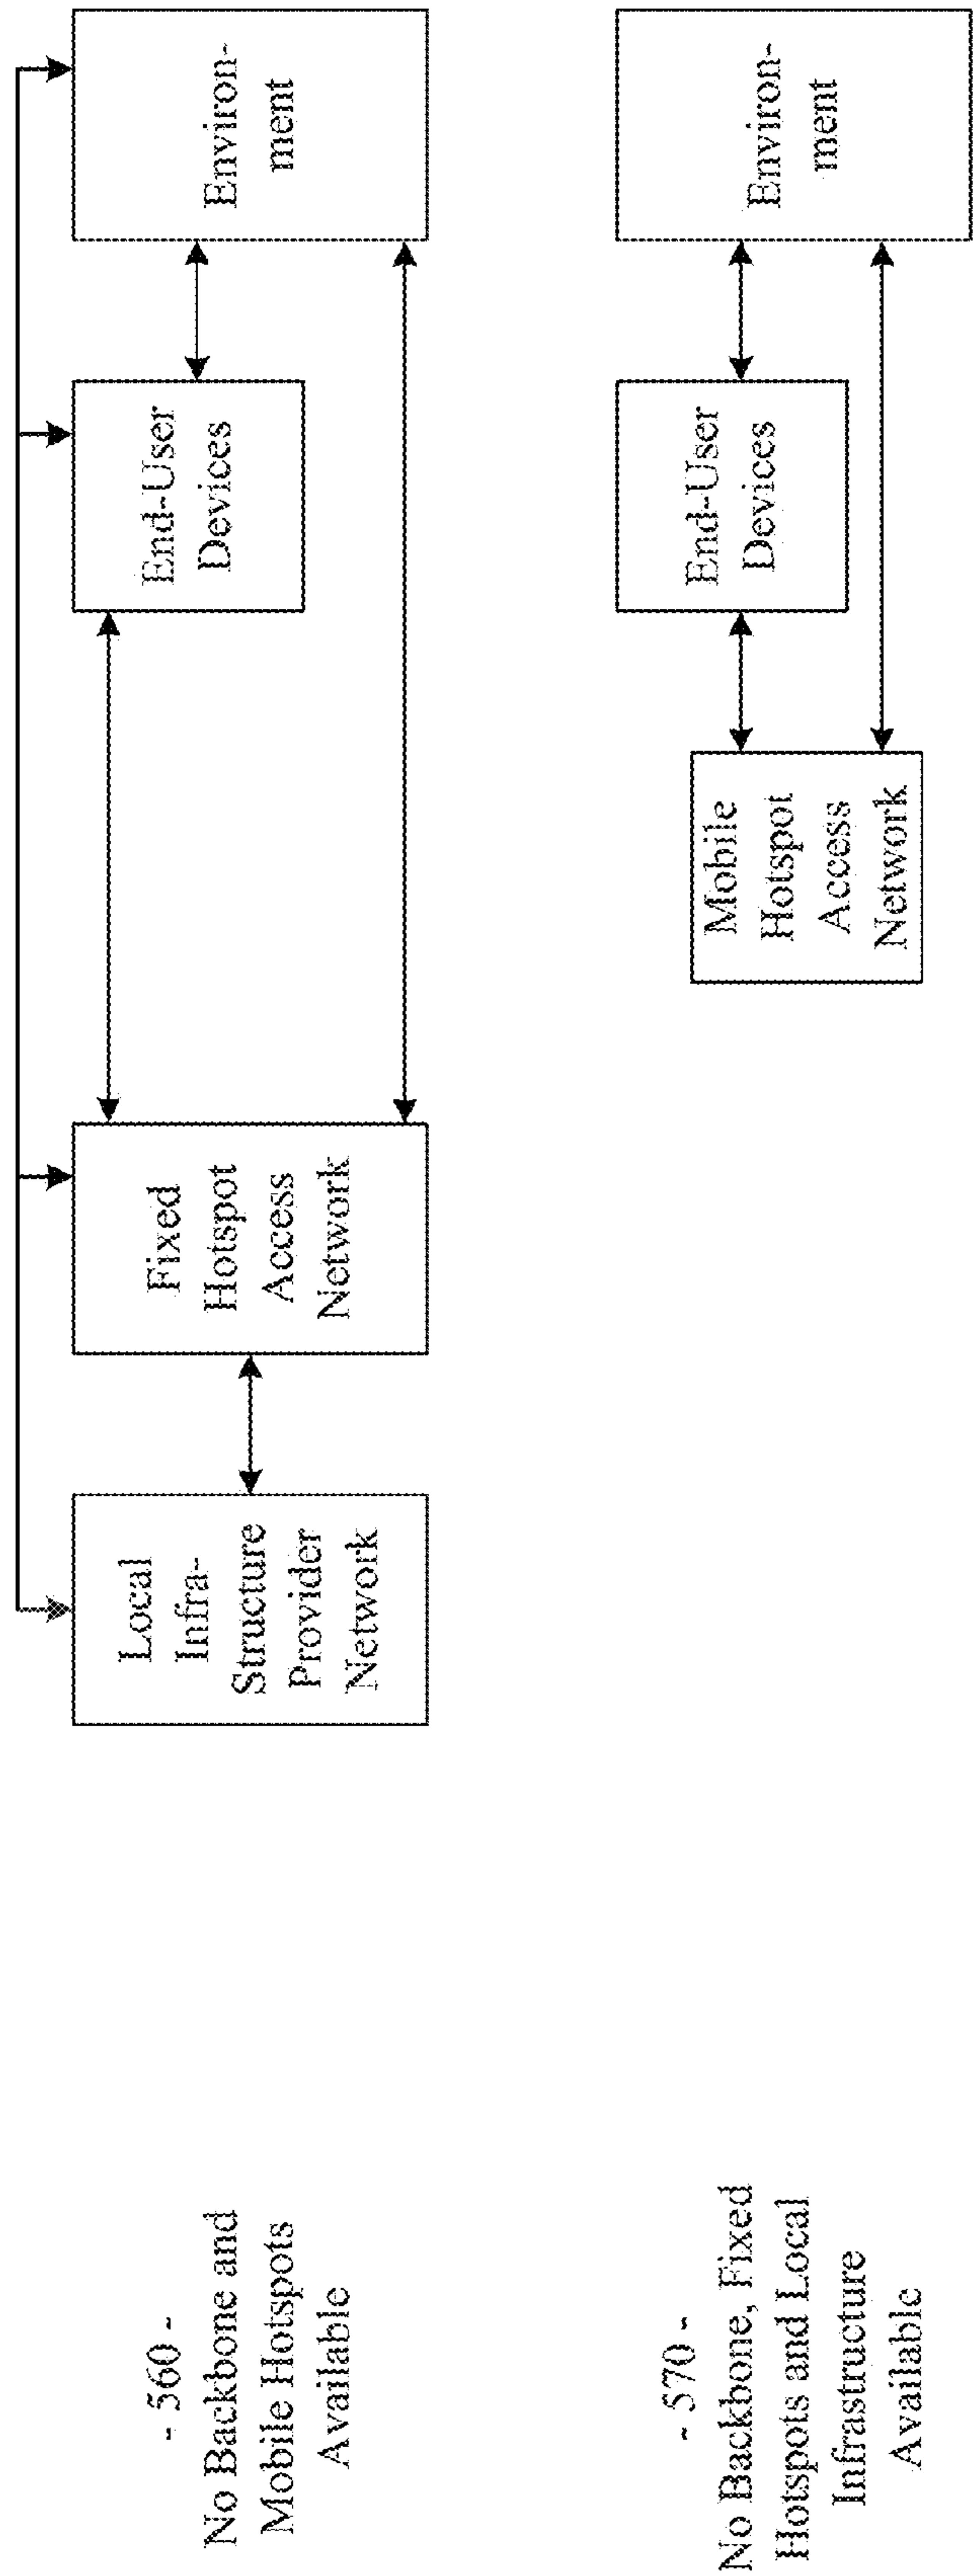 - 560 -
No Backbone and
Mobile Hotspots
Available
Local
Infra-
Structure
Provider
Network
Fixed
Hotspot
Access
Network
End-User
Devices
Environ-
ment
- 570 -
No Backbone, Fixed
Hotspots and Local
Infrastructure
Available
Mobile
Hotspot
Access
Network
End-User
Devices
Environ-
ment